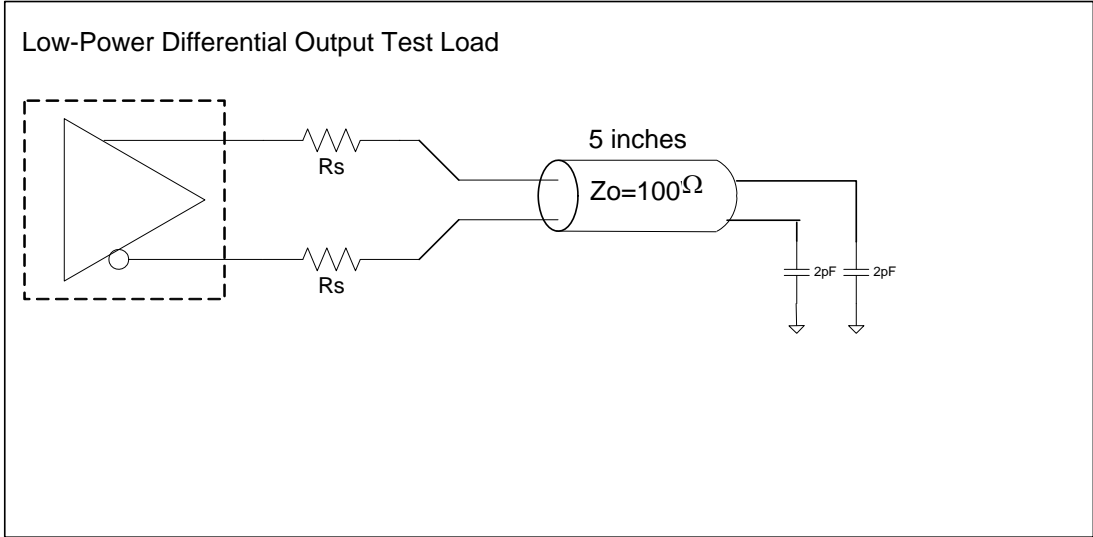 Low-Power Differential Output Test Load
Rs
5 inches
Zo=100Ω
Rs
2pF
2pF